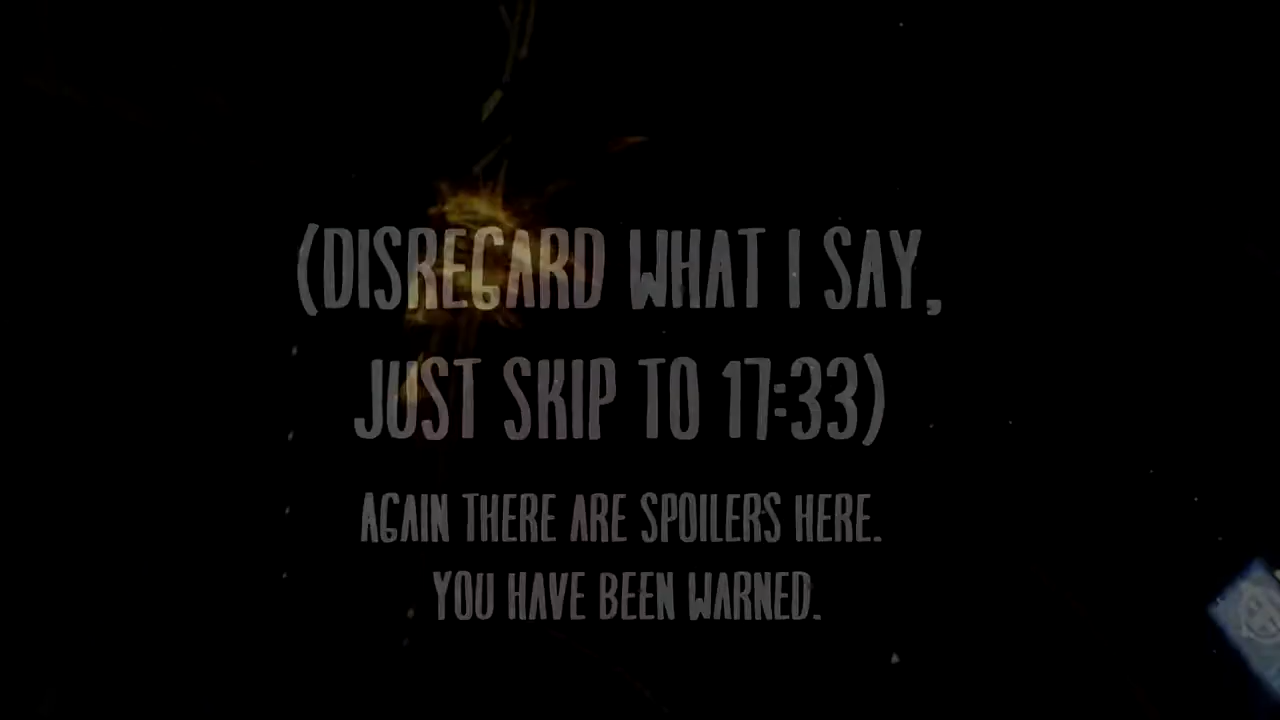 (DISREGARD WHAT I SAY,
JUST SKIP TO 17:33)
AGAIN THERE ARE SPOILERS HERE.
YOU HAVE BEEN WARNED.